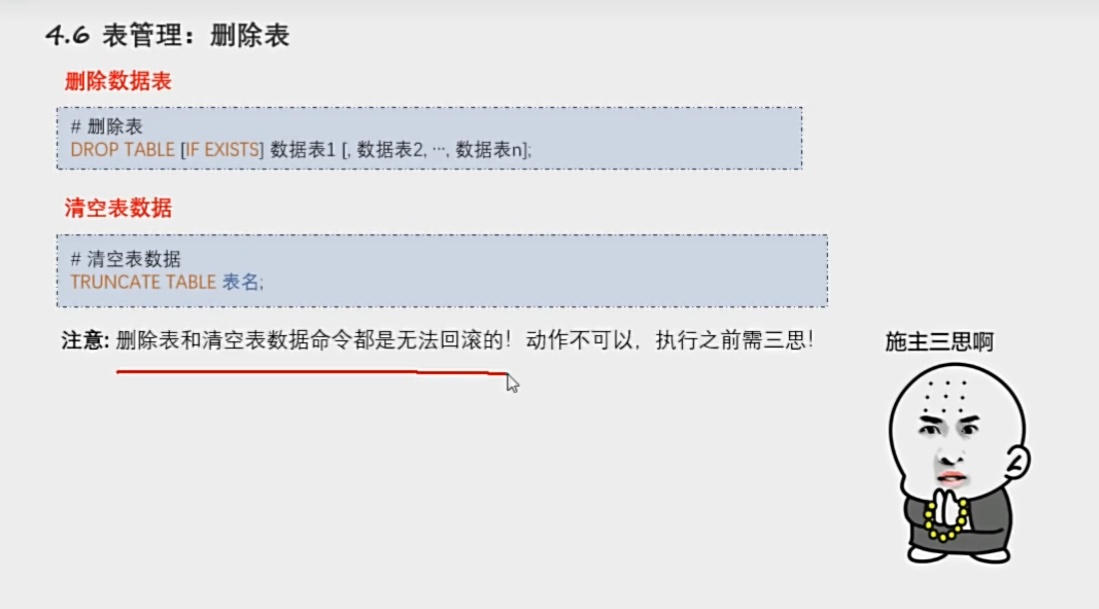 4.6 表管理：删除表
删除数据表
# 删除表
DROP TABLE [IF EXISTS] 数据表1 [, 数据表2, ···, 数据表n];
清空表数据
# 清空表数据
TRUNCATE TABLE 表名;
注意: 删除表和清空表数据命令都是无法回滚的！动作不可以，执行之前需三思！
施主三思啊